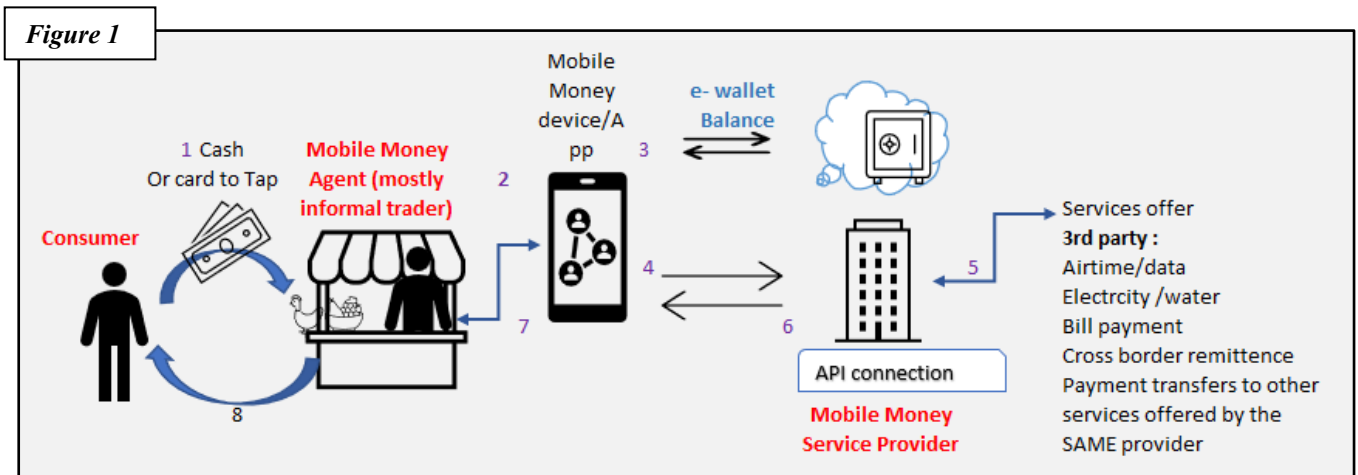 Figure 1
Mobile
Money
device/A
pp
e- wallet
Balance
1 Cash
Or card to Tap
Mobile Money
Agent (mostly
informal trader)
2
3
Consumer
Services offer
3rd party :
Airtime/data
Electrcity /water
Bill payment
Cross border remittence
Payment transfers to other
services offered by the
SAME provider
4
5
6
7
8
API connection
Mobile Money
Service Provider